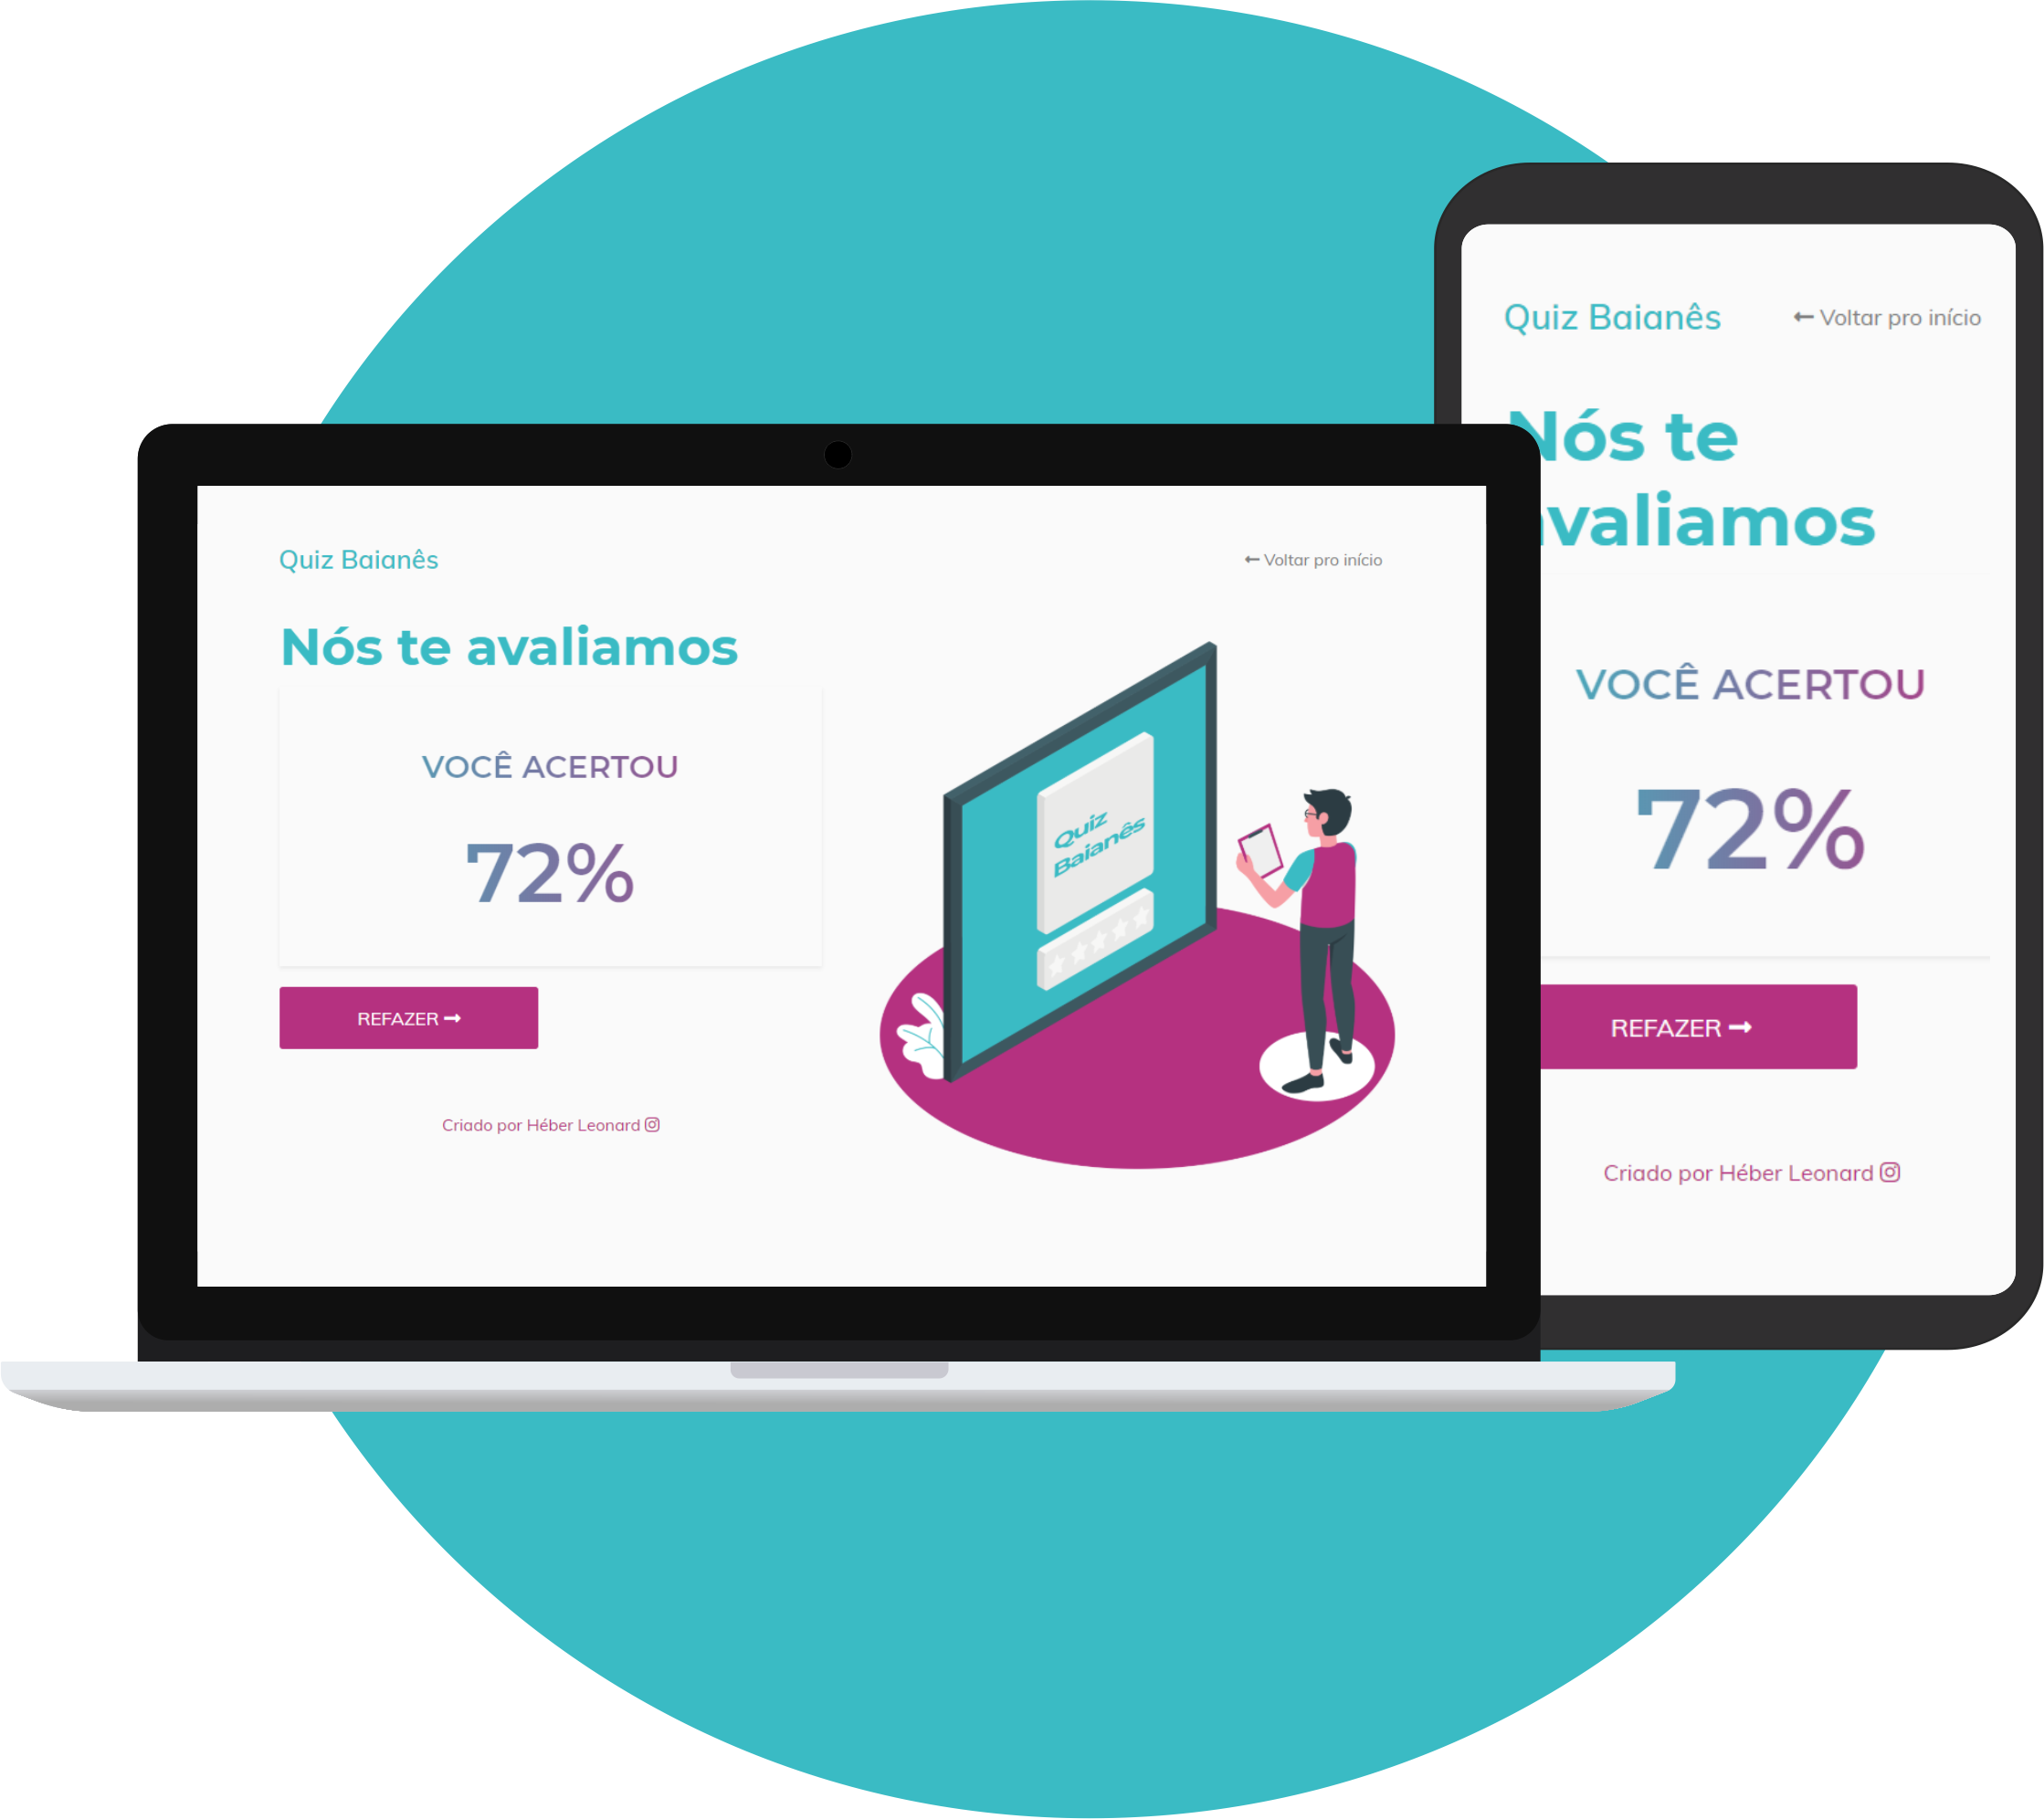 Quiz Baianês
← Voltar pro início
Nós te avaliamos
VOCÊ ACERTOU
72%
REFAZER →
Criado por Héber Leonard
Quiz
Baianês
Quiz Baianês
← Voltar pro início
Nós te
avaliamos
VOCÊ ACERTOU
72%
REFAZER →
Criado por Héber Leonard